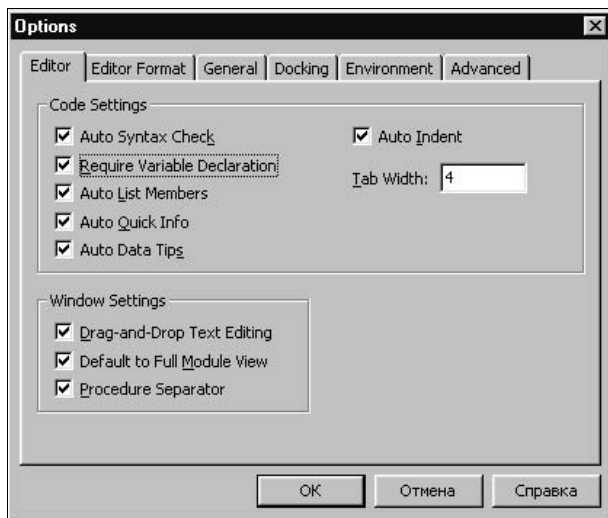 Options
Editor Editor Format General Docking Environment Advanced
Code Settings
Auto Syntax Check
Auto Indent
Require Variable Declaration
Tab Width: 4
Auto List Members
Auto Quick Info
Auto Data Tips
Window Settings
Drag-and-Drop Text Editing
Default to Full Module View
Procedure Separator
OK Отмена Справка